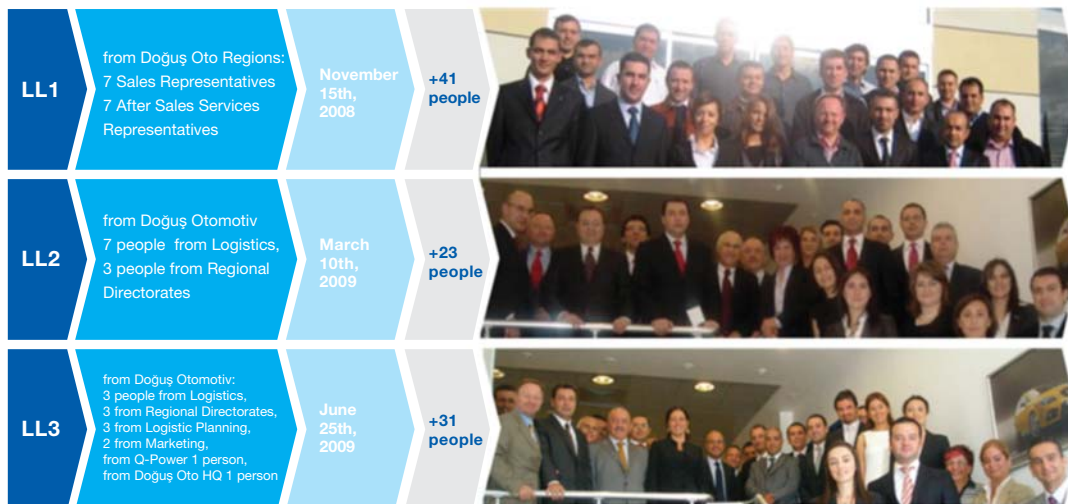 LL1
from Doğuş Oto Regions:
7 Sales Representatives
7 After Sales Services
Representatives
November
15th,
2008
+41
people
LL2
from Doğuş Otomotiv
7 people from Logistics,
3 people from Regional
Directorates
March
10th,
2009
+23
people
LL3
from Doğuş Otomotiv:
3 people from Logistics,
3 from Regional Directorates,
3 from Logistic Planning,
2 from Marketing,
from Q-Power 1 person,
from Doğuş Oto HQ 1 person
June
25th,
2009
+31
people